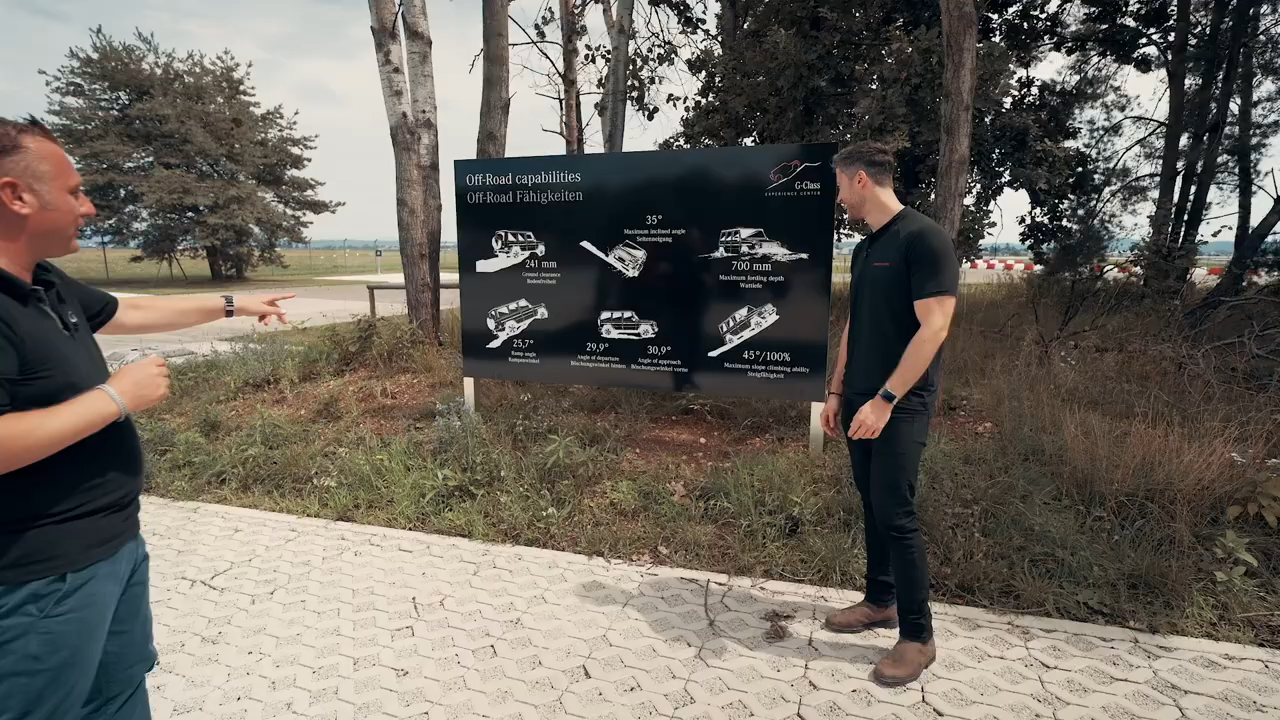 Off-Road capabilities
Off-Road Fähigkeiten
G-Class
EXPERIENCE CENTER
241 mm
Ground clearance
Bodenfreiheit
35°
Maximum inclined angle
Seitenneigung
700 mm
Maximum fording depth
Wattiefe
25,7°
Ramp angle
Rampenwinkel
29,9°
Angle of departure
Böschungswinkel hinten
30,9°
Angle of approach
Böschungswinkel vorne
45°/100%
Maximum slope climbing ability
Steigfähigkeit